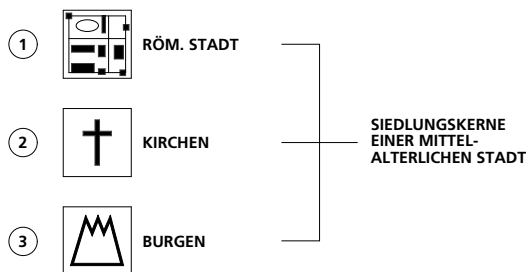 1 RÖM. STADT
2 KIRCHEN
3 BURGEN
SIEDLUNGSKERNE
EINER MITTEL-
ALTERLICHEN STADT